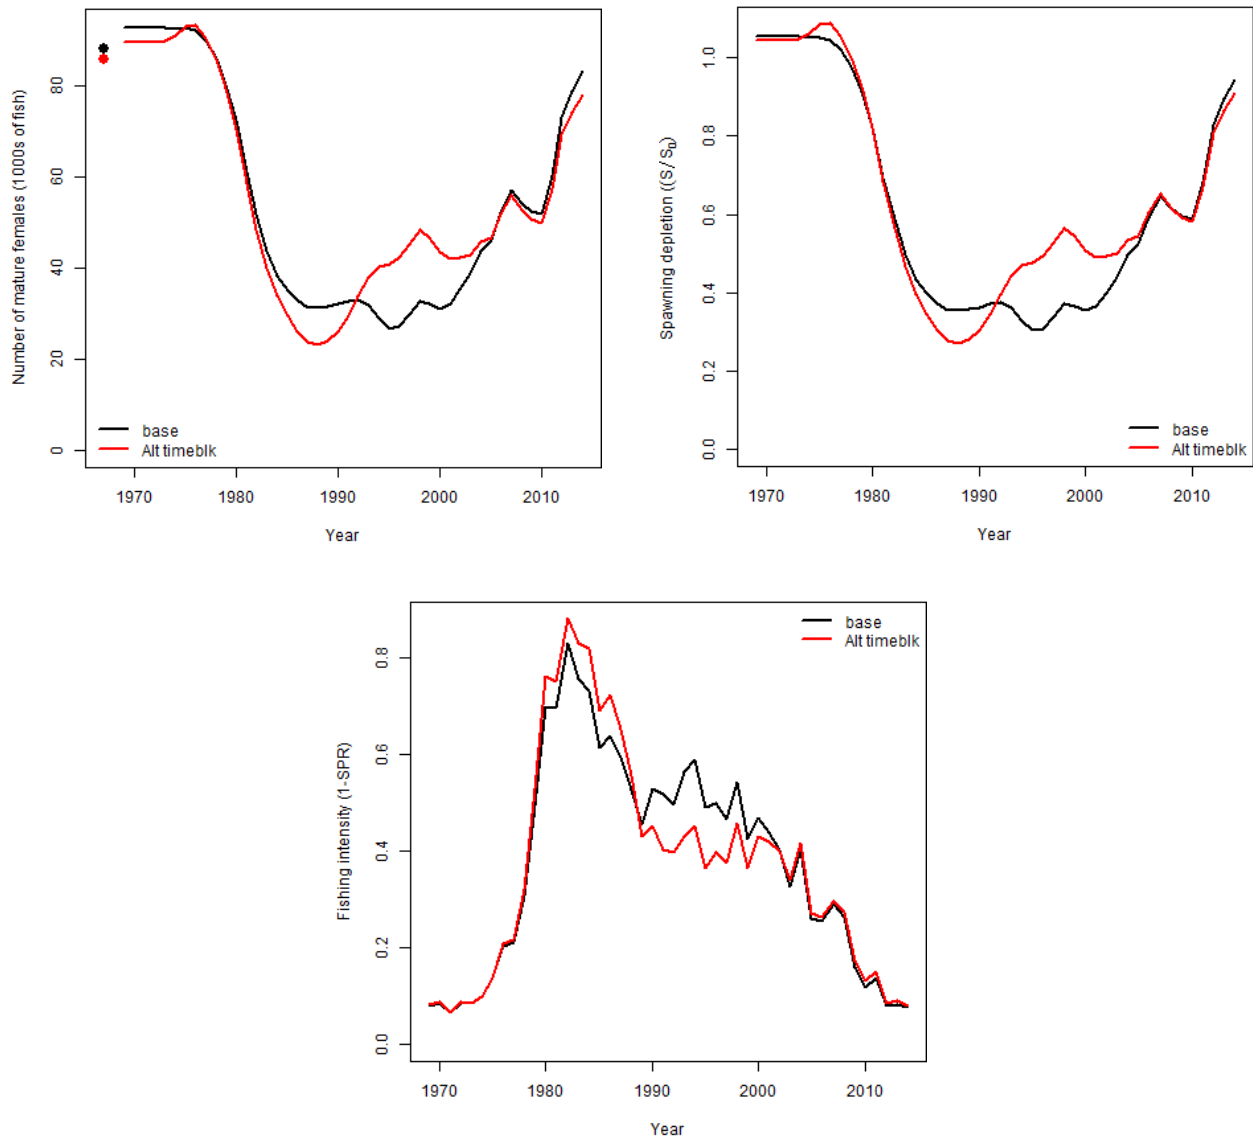 Number of mature females (1000s of fish)
80
60
40
20
0
base
Alt timeblk
1970 1980 1990 2000 2010
Year
Spawning depletion ((S/S₀)
1.0
0.8
0.6
0.4
0.2
0.0
base
Alt timeblk
1970 1980 1990 2000 2010
Year
Fishing intensity (1-SPR)
0.8
0.6
0.4
0.2
0.0
base
Alt timeblk
1970 1980 1990 2000 2010
Year